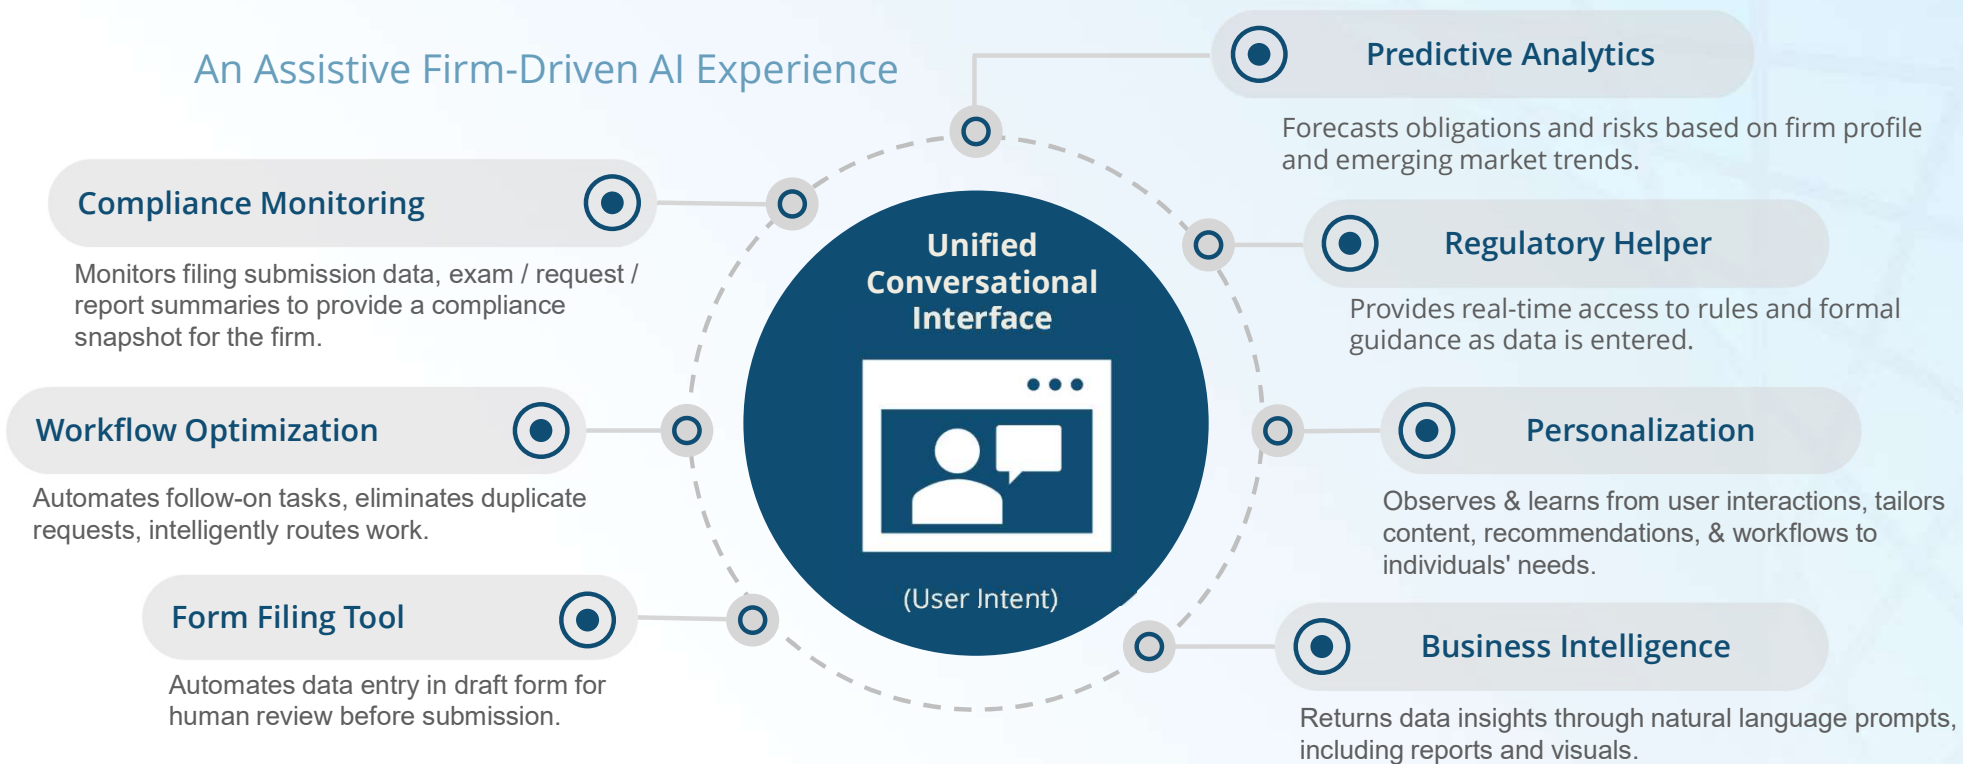 An Assistive Firm-Driven AI Experience
Compliance Monitoring
Monitors filing submission data, exam / request /
report summaries to provide a compliance
snapshot for the firm.
Workflow Optimization
Automates follow-on tasks, eliminates duplicate
requests, intelligently routes work.
Form Filing Tool
Automates data entry in draft form for
human review before submission.
Unified
Conversational
Interface
(User Intent)
Predictive Analytics
Forecasts obligations and risks based on firm profile
and emerging market trends.
Regulatory Helper
Provides real-time access to rules and formal
guidance as data is entered.
Personalization
Observes & learns from user interactions, tailors
content, recommendations, & workflows to
individuals' needs.
Business Intelligence
Returns data insights through natural language prompts,
including reports and visuals.